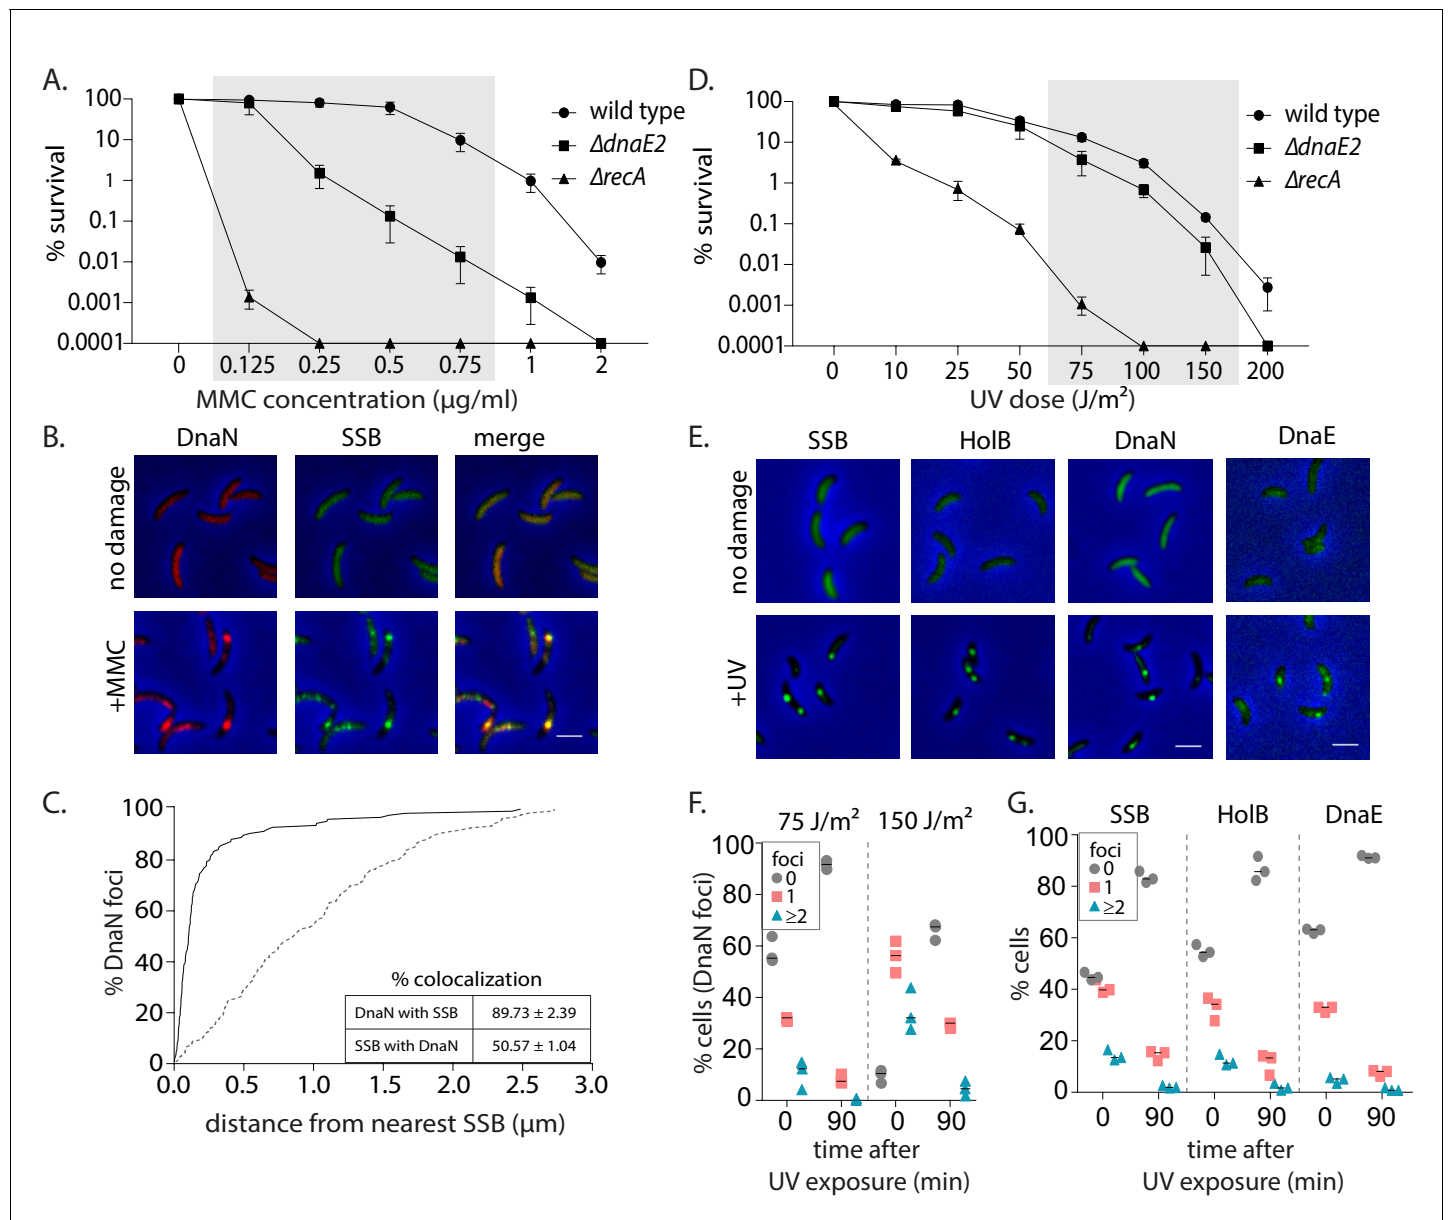 A.
% survival
100
10
1
0.1
0.01
0.001
0.0001
0
0.125
0.25
0.5
0.75
1
2
MMC concentration (µg/ml)
wild type
ΔdnaE2
ΔrecA
D.
% survival
100
10
1
0.1
0.01
0.001
0.0001
0
10
25
50
75
100
150
200
UV dose (J/m²)
wild type
ΔdnaE2
ΔrecA
B.
DnaN
SSB
merge
no damage
+MMC
E.
SSB
HolB
DnaN
DnaE
no damage
+UV
C.
% DnaN foci
100
80
60
40
20
0
0.0
0.5
1.0
1.5
2.0
2.5
3.0
distance from nearest SSB (µm)
% colocalization
DnaN with SSB 89.73 ± 2.39
SSB with DnaN 50.57 ± 1.04
F.
75 J/m²
150 J/m²
% cells (DnaN foci)
100
80
60
40
20
0
foci
0
1
≥2
0
90
0
90
time after
UV exposure (min)
G.
SSB
HolB
DnaE
% cells
100
80
60
40
20
0
foci
0
1
≥2
0
90
0
90
0
90
time after
UV exposure (min)